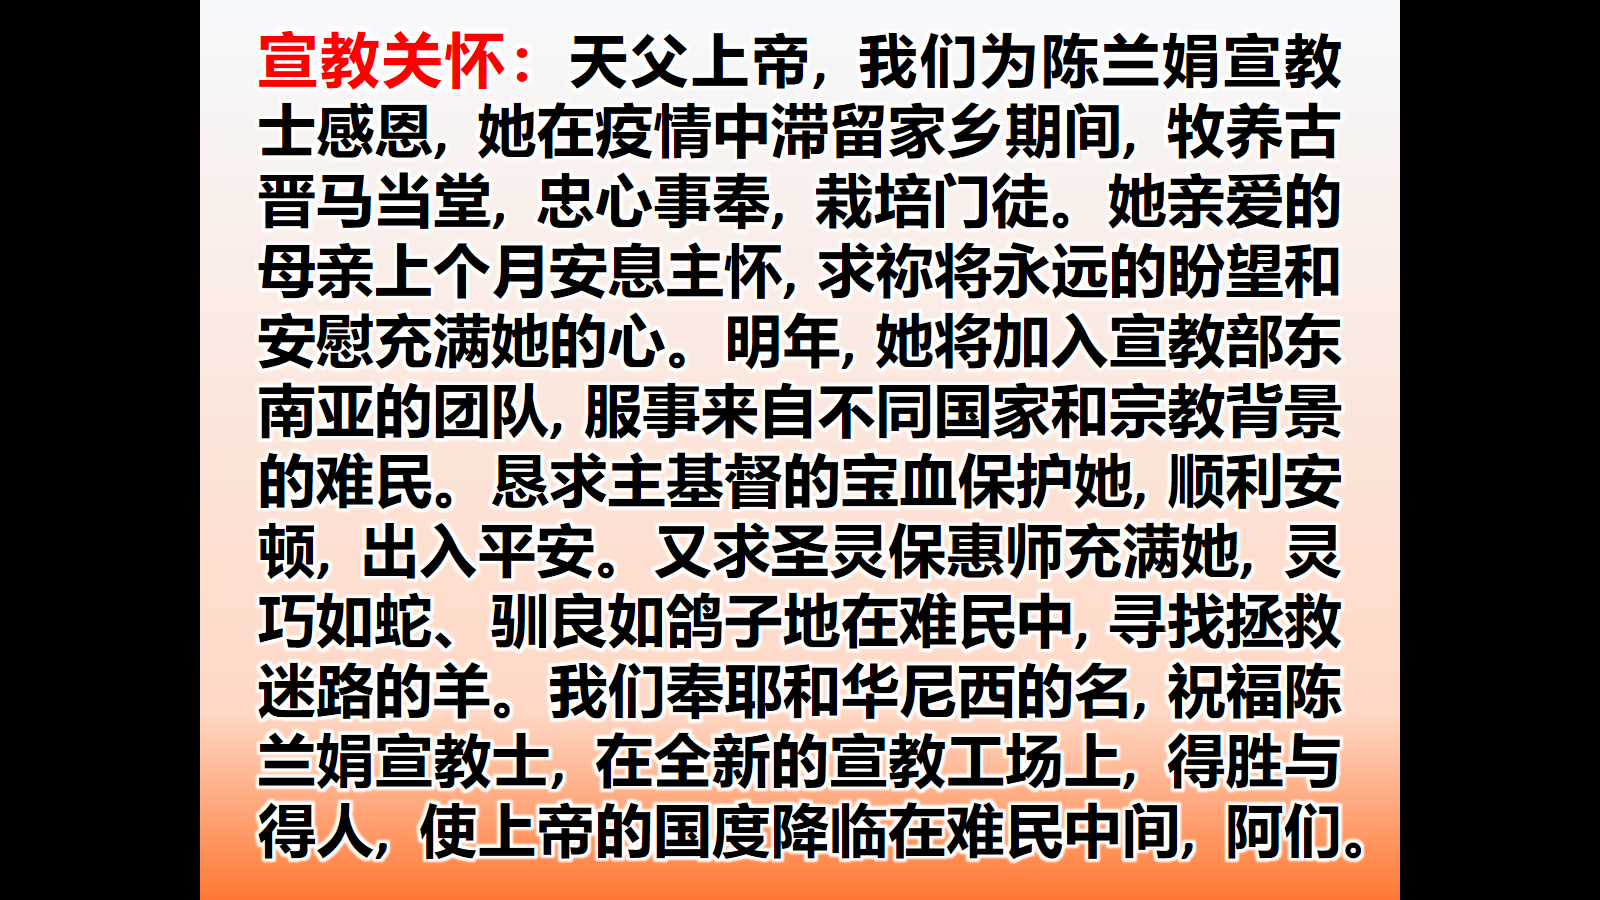 宣教关怀：天父上帝，我们为陈兰娟宣教
士感恩，她在疫情中滞留家乡期间，牧养古
晋马当堂，忠心事奉，栽培门徒。她亲爱的
母亲上个月安息主怀，求祢将永远的盼望和
安慰充满她的心。明年，她将加入宣教部东
南亚的团队，服事来自不同国家和宗教背景
的难民。恳求主基督的宝血保护她，顺利安
顿，出入平安。又求圣灵保惠师充满她，灵
巧如蛇、驯良如鸽子地在难民中，寻找拯救
迷路的羊。我们奉耶和华尼西的名，祝福陈
兰娟宣教士，在全新的宣教工场上，得胜与
得人，使上帝的国度降临在难民中间，阿们。